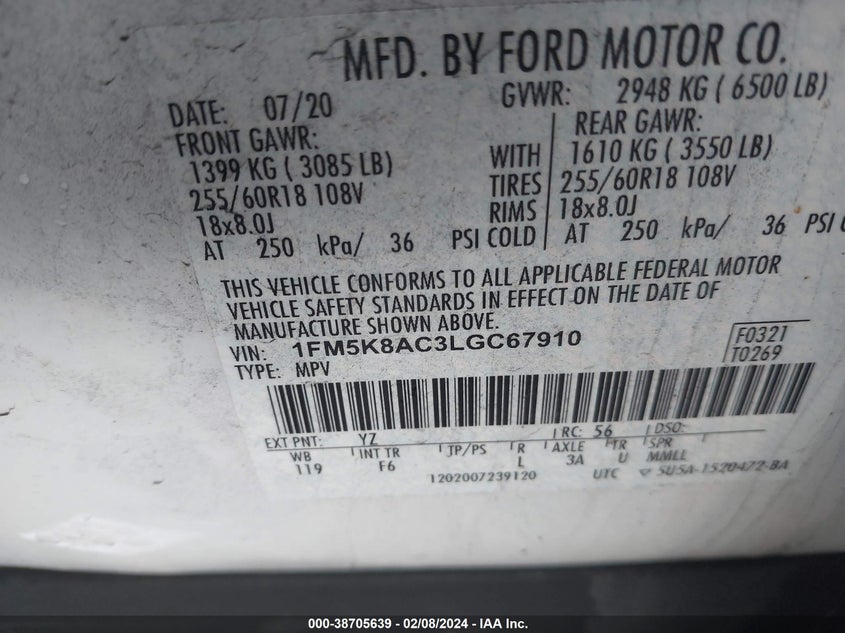 MFD. BY FORD MOTOR CO.
DATE: 07/20 GVWR: 2948 KG ( 6500 LB)
FRONT GAWR: REAR GAWR:
1399 KG ( 3085 LB) WITH 1610 KG ( 3550 LB)
255/60R18 108V TIRES 255/60R18 108V
18x8.0J RIMS 18x8.0J
AT 250 kPa/ 36 PSI COLD AT 250 kPa/ 36 PSI
THIS VEHICLE CONFORMS TO ALL APPLICABLE FEDERAL MOTOR
VEHICLE SAFETY STANDARDS IN EFFECT ON THE DATE OF
MANUFACTURE SHOWN ABOVE.
VIN: 1FM5K8AC3LGC67910 F0321
TYPE: MPV T0269
EXT PNT: YZ RC: 56 DSO:
WB INT TR TP/PS R AXLE TR SPR
119 F6 L 3A U MMLL
1202007239120 UTC 5U5A-1520472-BA
000-38705639 - 02/08/2024 - IAA Inc.